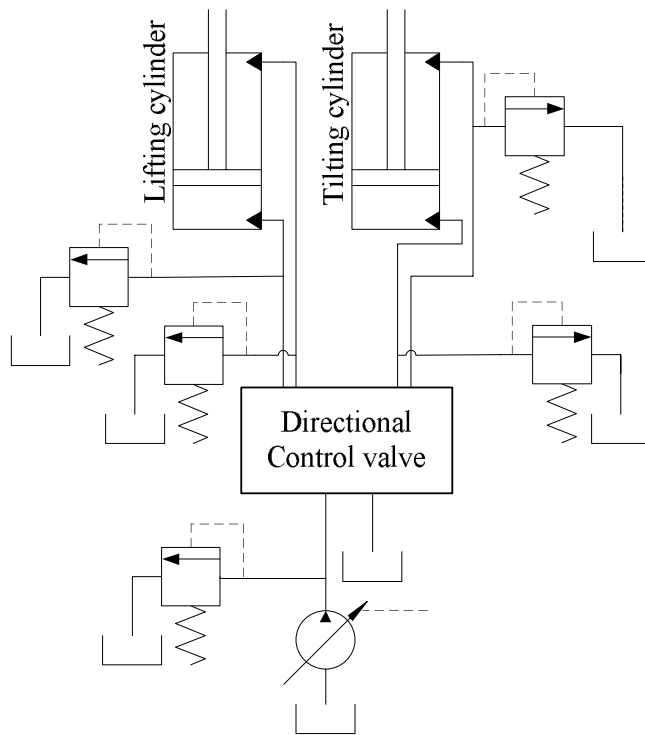 Lifting cylinder
Tilting cylinder
Directional
Control valve